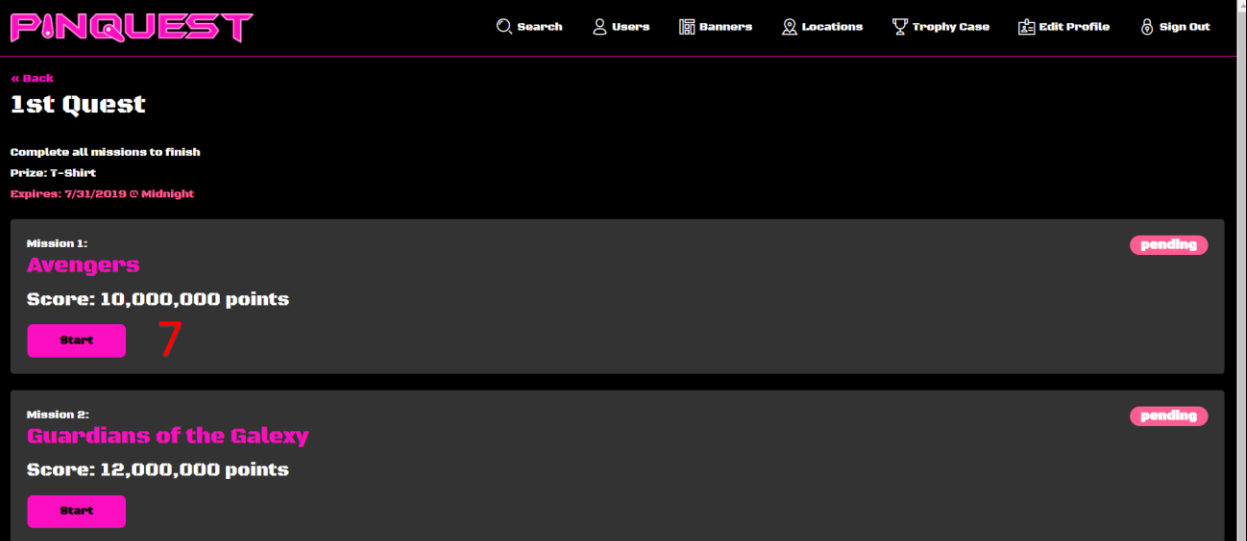 PINQUEST
Search Users Banners Locations Trophy Case Edit Profile Sign Out
« Back
1st Quest
Complete all missions to finish
Prize: T-Shirt
Expires: 7/31/2019 @ Midnight
Mission 1:
pending
Avengers
Score: 10,000,000 points
Start 7
Mission 2:
pending
Guardians of the Galexy
Score: 12,000,000 points
Start